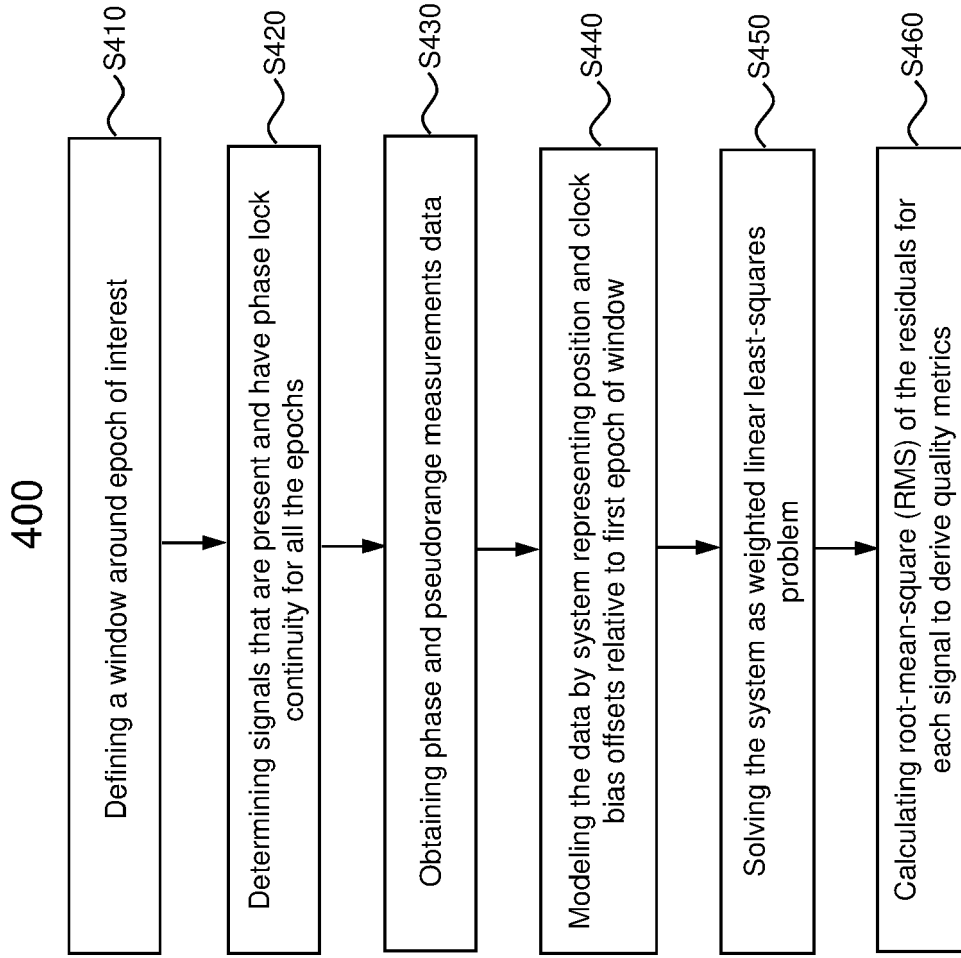 400
Defining a window around epoch of interest
S410
Determining signals that are present and have phase lock
continuity for all the epochs
S420
Obtaining phase and pseudorange measurements data
S430
Modeling the data by system representing position and clock
bias offsets relative to first epoch of window
S440
Solving the system as weighted linear least-squares
problem
S450
Calculating root-mean-square (RMS) of the residuals for
each signal to derive quality metrics
S460